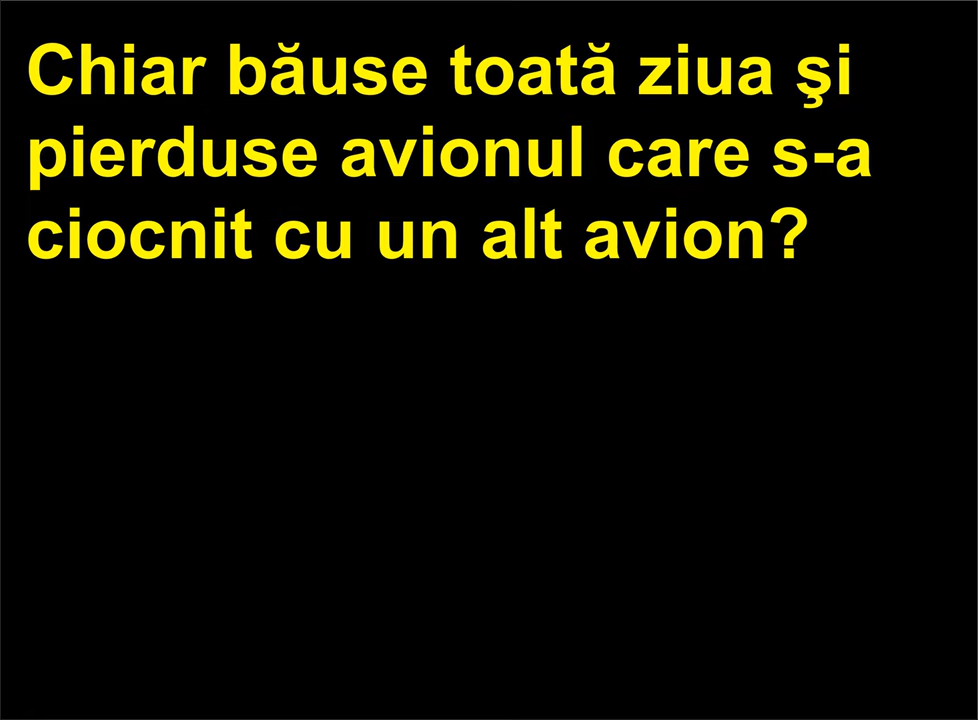 Chiar băuse toată ziua şi
pierduse avionul care s-a
ciocnit cu un alt avion?